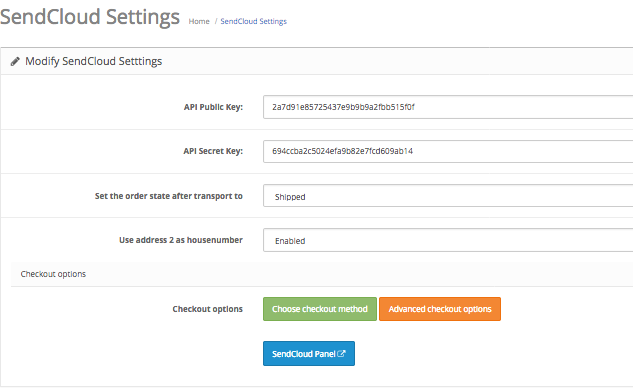 SendCloud Settings Home / SendCloud Settings
Modify SendCloud Setttings
API Public Key: 2a7d91e85725437e9b9b9a2fbb515f0f
API Secret Key: 694ccba2c5024efa9b82e7fcd609ab14
Set the order state after transport to Shipped
Use address 2 as housenumber Enabled
Checkout options
Checkout options Choose checkout method Advanced checkout options
SendCloud Panel